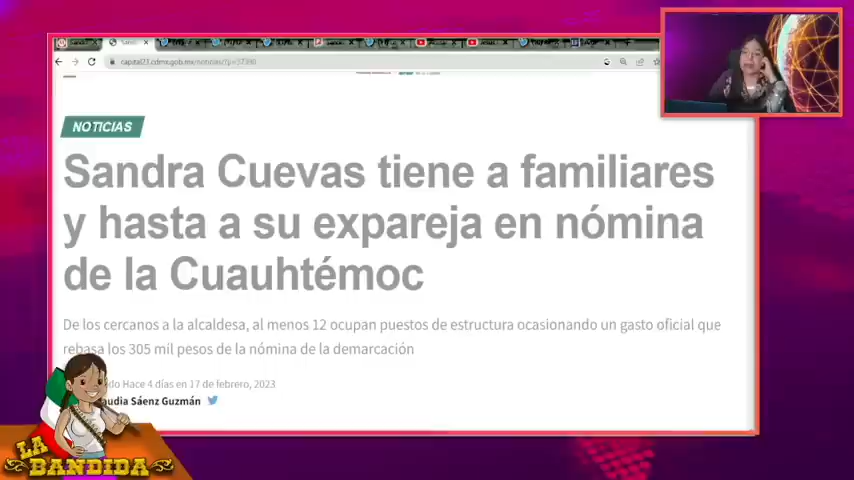 NOTICIAS
Sandra Cuevas tiene a familiares
y hasta a su expareja en nómina
de la Cuauhtémoc
De los cercanos a la alcaldesa, al menos 12 ocupan puestos de estructura ocasionando un gasto oficial que
rebasa los 305 mil pesos de la nómina de la demarcación
do Hace 4 días en 17 de febrero, 2023
audia Sáenz Guzmán
LA
BANDIDA